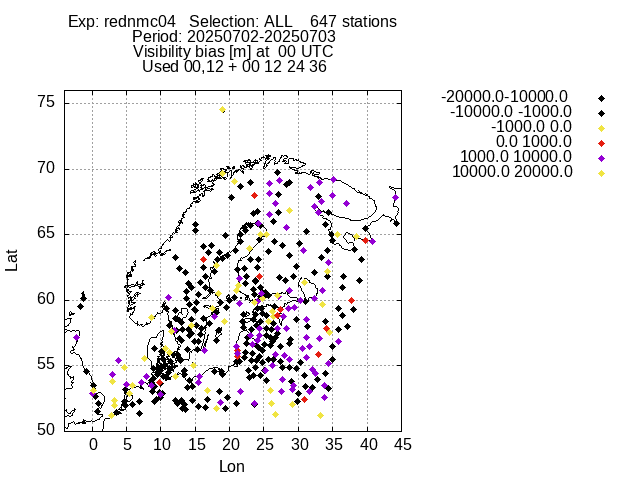 Exp: rednmc04   Selection: ALL    647 stations
Period: 20250702-20250703
Visibility bias [m] at  00 UTC
Used 00,12 + 00 12 24 36
-20000.0-10000.0
-10000.0 -1000.0
-1000.0 0.0
0.0 1000.0
1000.0 10000.0
10000.0 20000.0
75
70
65
60
55
50
Lat
0 5 10 15 20 25 30 35 40 45
Lon